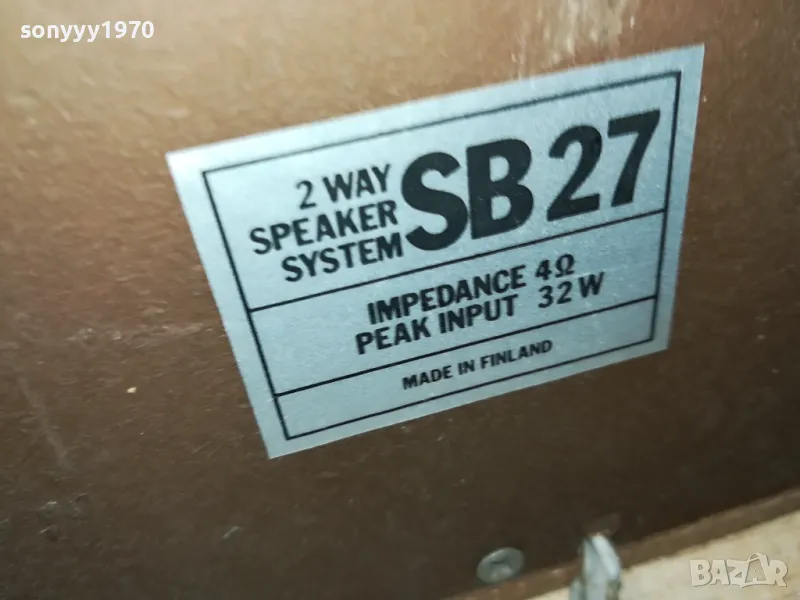 sonyyy1970
2 WAY
SPEAKER
SYSTEM
SB 27
IMPEDANCE 4Ω
PEAK INPUT 32 W
MADE IN FINLAND
BAZAR